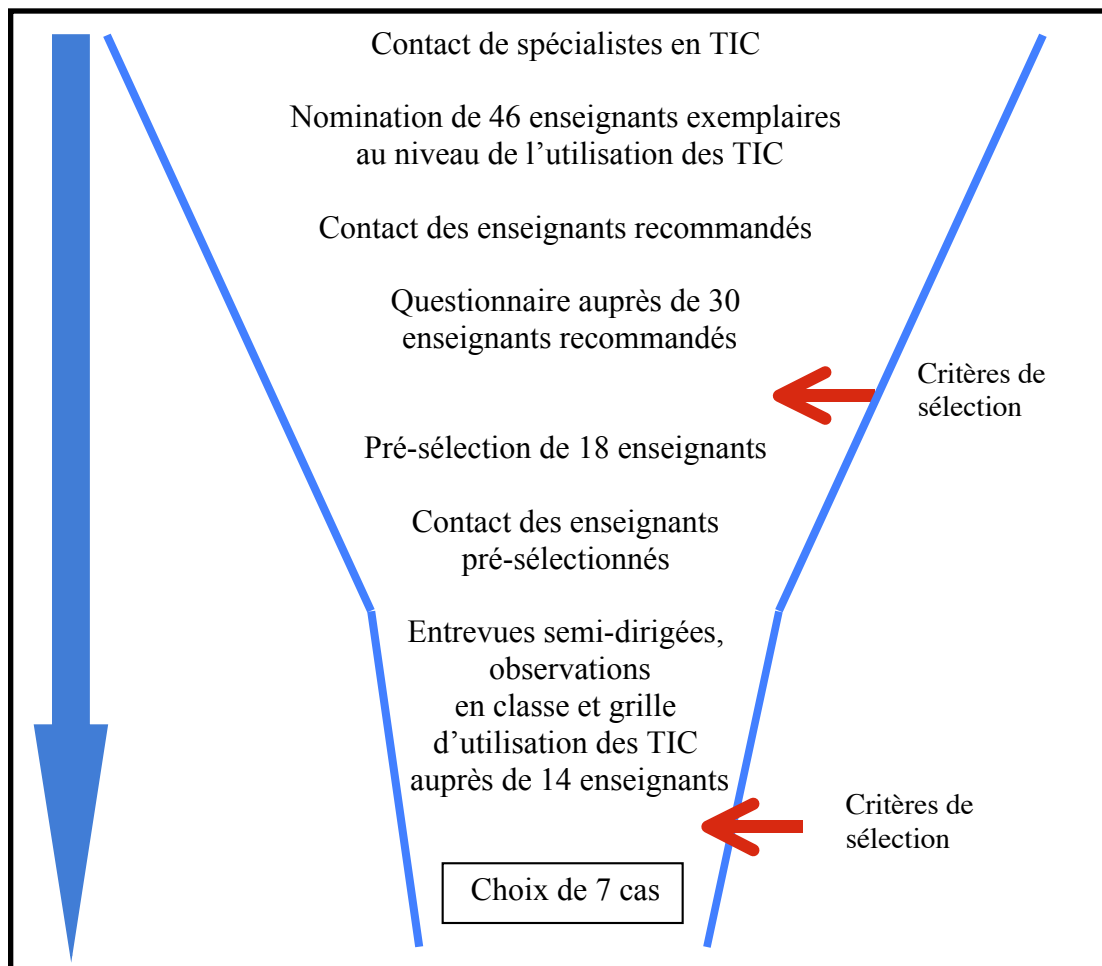 Contact de spécialistes en TIC
Nomination de 46 enseignants exemplaires
au niveau de l'utilisation des TIC
Contact des enseignants recommandés
Questionnaire auprès de 30
enseignants recommandés
Critères de
sélection
Pré-sélection de 18 enseignants
Contact des enseignants
pré-sélectionnés
Entrevues semi-dirigées,
observations
en classe et grille
d'utilisation des TIC
auprès de 14 enseignants
Critères de
sélection
Choix de 7 cas